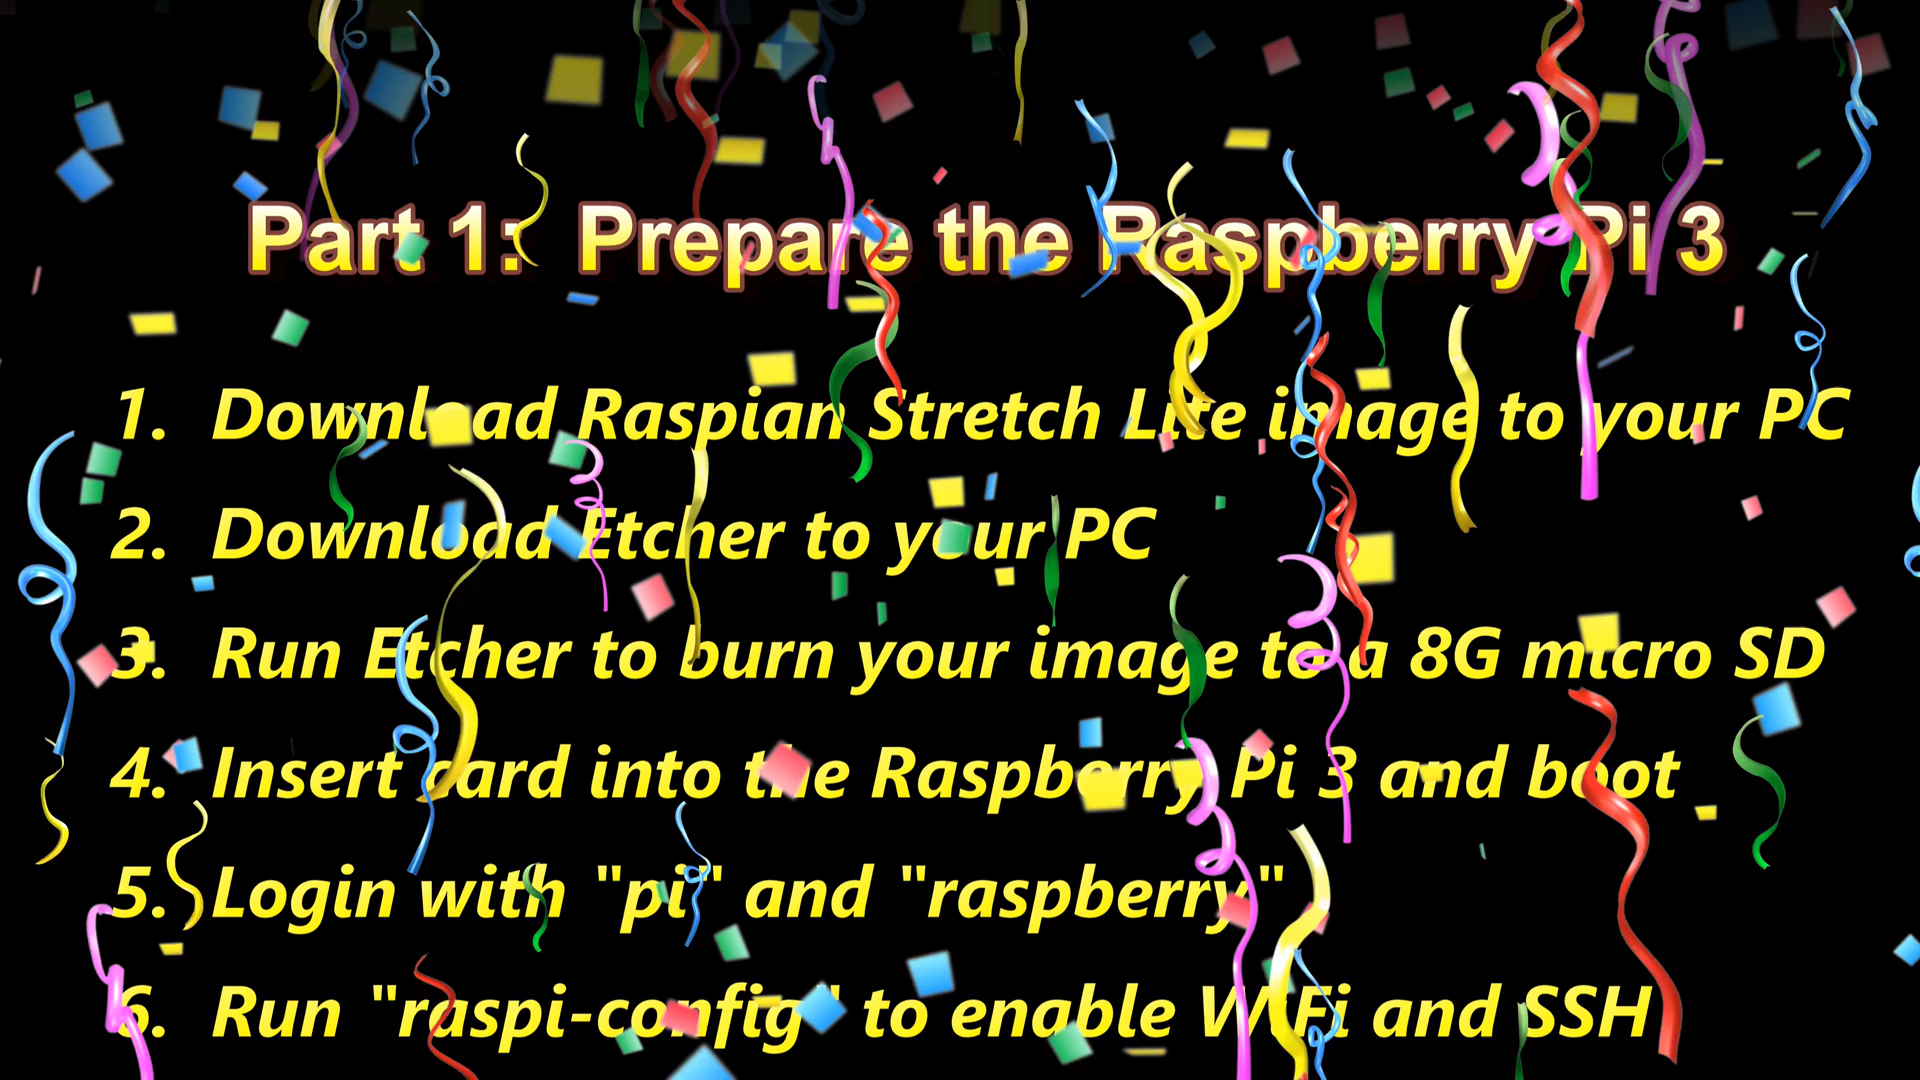 Part 1: Prepare the Raspberry Pi 3
1. Download Raspian Stretch Lite image to your PC
2. Download Etcher to your PC
3. Run Etcher to burn your image to a 8G micro SD
4. Insert card into the Raspberry Pi 3 and boot
5. Login with "pi" and "raspberry"
6. Run "raspi-config" to enable WiFi and SSH